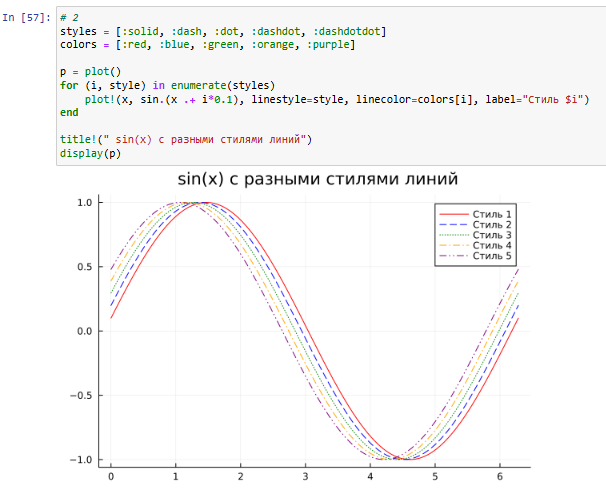 In [57]: # 2
styles = [:solid, :dash, :dot, :dashdot, :dashdotdot]
colors = [:red, :blue, :green, :orange, :purple]
p = plot()
for (i, style) in enumerate(styles)
    plot!(x, sin.(x .+ i*0.1), linestyle=style, linecolor=colors[i], label="Стиль $i")
end
title!(" sin(x) с разными стилями линий")
display(p)
sin(x) с разными стилями линий
1.0
0.5
0.0
−0.5
−1.0
Стиль 1
Стиль 2
Стиль 3
Стиль 4
Стиль 5
0 1 2 3 4 5 6